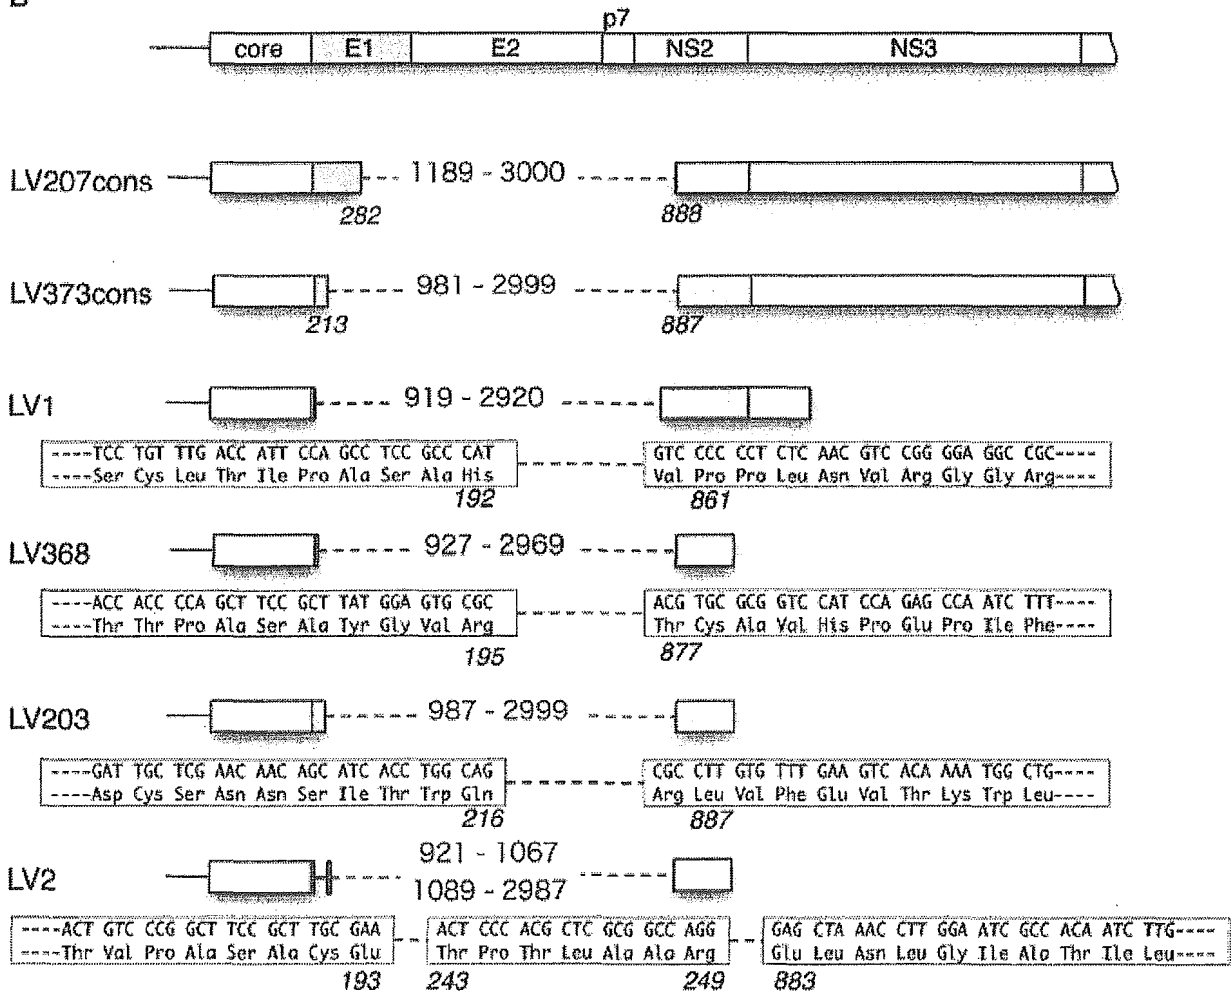 p7
core E1 E2 NS2 NS3
LV207cons 1189 - 3000
282 888
LV373cons 981 - 2999
213 887
LV1 919 - 2920
----TCC TGT TTG ACC ATT CCA GCC TCC GCC CAT GTC CCC CCT CTC AAC GTC CGG GGA GGC CGC----
----Ser Cys Leu Thr Ile Pro Ala Ser Ala His Val Pro Pro Leu Asn Val Arg Gly Gly Arg----
192 861
LV368 927 - 2969
----ACC ACC CCA GCT TCC GCT TAT GGA GTG CGC ACG TGC GCG GTC CAT CCA GAG CCA ATC TTT----
----Thr Thr Pro Ala Ser Ala Tyr Gly Val Arg Thr Cys Ala Val His Pro Glu Pro Ile Phe----
195 877
LV203 987 - 2999
----GAT TGC TCG AAC AAC AGC ATC ACC TGG CAG CGC CTT GTG TTT GAA GTC ACA AAA TGG CTG----
----Asp Cys Ser Asn Asn Ser Ile Thr Trp Gln Arg Leu Val Phe Glu Val Thr Lys Trp Leu----
216 887
921 - 1067
LV2 1089 - 2987
----ACT GTC CCG GCT TCC GCT TGC GAA ACT CCC ACG CTC GCG GCC AGG GAG CTA AAC CTT GGA ATC GCC ACA ATC TTG----
----Thr Val Pro Ala Ser Ala Cys Glu Thr Pro Thr Leu Ala Ala Arg Glu Leu Asn Leu Gly Ile Ala Thr Ile Leu----
193 243 249 883